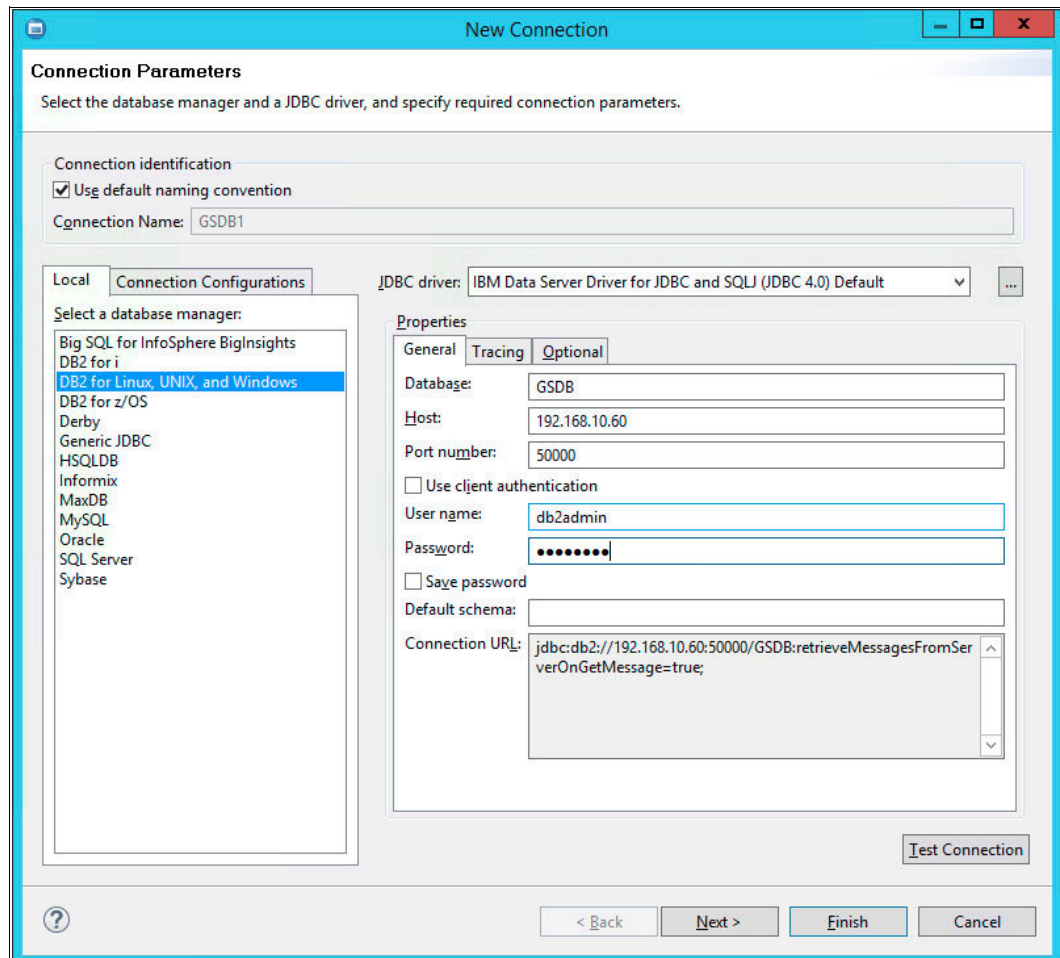 New Connection
Connection Parameters
Select the database manager and a JDBC driver, and specify required connection parameters.
Connection identification
Use default naming convention
Connection Name: GSDB1
Local
Connection Configurations
Select a database manager:
Big SQL for InfoSphere BigInsights
DB2 for i
DB2 for Linux, UNIX, and Windows
DB2 for z/OS
Derby
Generic JDBC
HSQLDB
Informix
MaxDB
MySQL
Oracle
SQL Server
Sybase
JDBC driver: IBM Data Server Driver for JDBC and SQLJ (JDBC 4.0) Default
...
Properties
General
Tracing
Optional
Database: GSDB
Host: 192.168.10.60
Port number: 50000
Use client authentication
User name: db2admin
Password: ●●●●●●●●
Save password
Default schema:
Connection URL: jdbc:db2://192.168.10.60:50000/GSDB:retrieveMessagesFromSer
verOnGetMessage=true;
Test Connection
?
< Back
Next >
Finish
Cancel